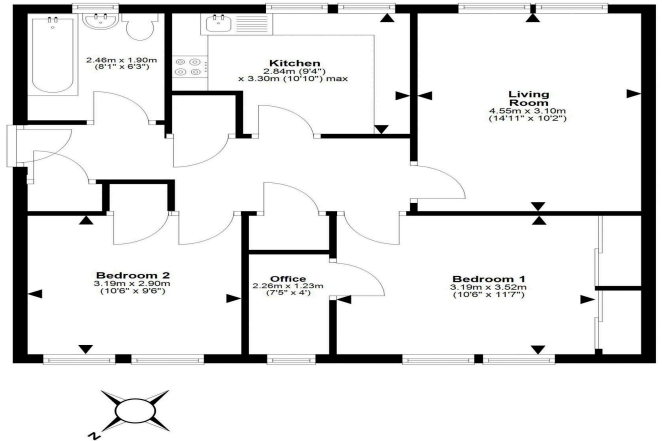 2.46m x 1.90m
(8'1" x 6'3")
Kitchen
2.84m (9'4")
x 3.30m (10'10") max
Living
Room
4.55m x 3.10m
(14'11" x 10'2")
Bedroom 2
3.19m x 2.90m
(10'6" x 9'6")
Office
2.26m x 1.23m
(7'5" x 4')
Bedroom 1
3.19m x 3.52m
(10'6" x 11'7")
N